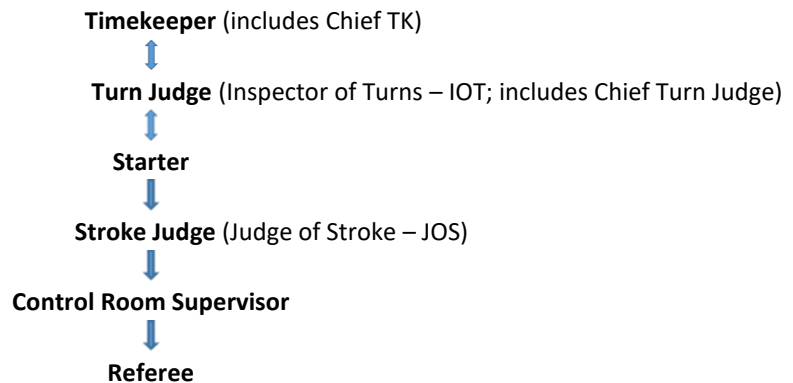 Timekeeper (includes Chief TK)
Turn Judge (Inspector of Turns – IOT; includes Chief Turn Judge)
Starter
Stroke Judge (Judge of Stroke – JOS)
Control Room Supervisor
Referee